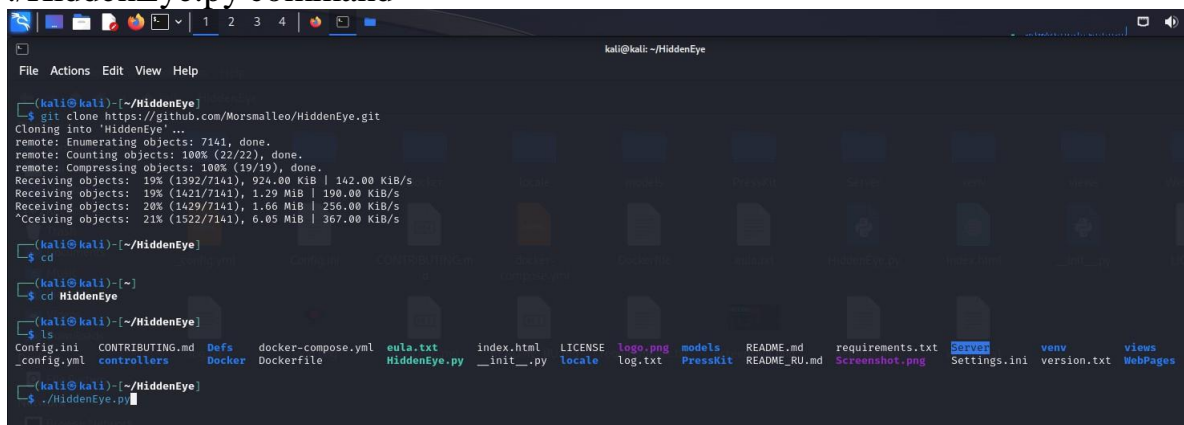 ./HiddenEye.py command
1 2 3 4
kali@kali: ~/HiddenEye
File Actions Edit View Help
(kali㉿kali)-[~/HiddenEye]
$ git clone https://github.com/Morsmalleo/HiddenEye.git
Cloning into 'HiddenEye'...
remote: Enumerating objects: 7141, done.
remote: Counting objects: 100% (22/22), done.
remote: Compressing objects: 100% (19/19), done.
Receiving objects: 19% (1392/7141), 924.00 KiB | 142.00 KiB/s
Receiving objects: 19% (1421/7141), 1.29 MiB | 190.00 KiB/s
Receiving objects: 20% (1429/7141), 1.66 MiB | 256.00 KiB/s
^Cceiving objects: 21% (1522/7141), 6.05 MiB | 367.00 KiB/s
(kali㉿kali)-[~/HiddenEye]
$ cd
(kali㉿kali)-[~]
$ cd HiddenEye
(kali㉿kali)-[~/HiddenEye]
$ ls
Config.ini CONTRIBUTING.md Defs docker-compose.yml eula.txt index.html LICENSE logo.png models README.md requirements.txt Server venv views
_config.yml controllers Docker Dockerfile HiddenEye.py __init__.py locale log.txt PressKit README_RU.md Screenshot.png Settings.ini version.txt WebPages
(kali㉿kali)-[~/HiddenEye]
$ ./HiddenEye.py